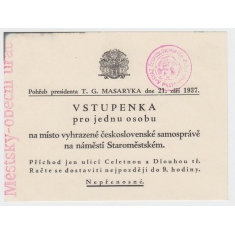 Pohřeb presidenta T. G. MASARYKA dne 21. září 1937.
VSTUPENKA
pro jednu osobu
na místo vyhrazené československé samosprávě
na náměstí Staroměstském.
Příchod jen ulicí Celetnou a Dlouhou tř.
Račte se dostaviti nejpozději do 9. hodiny.
Nepřenosné.
Městský-obecní úřad